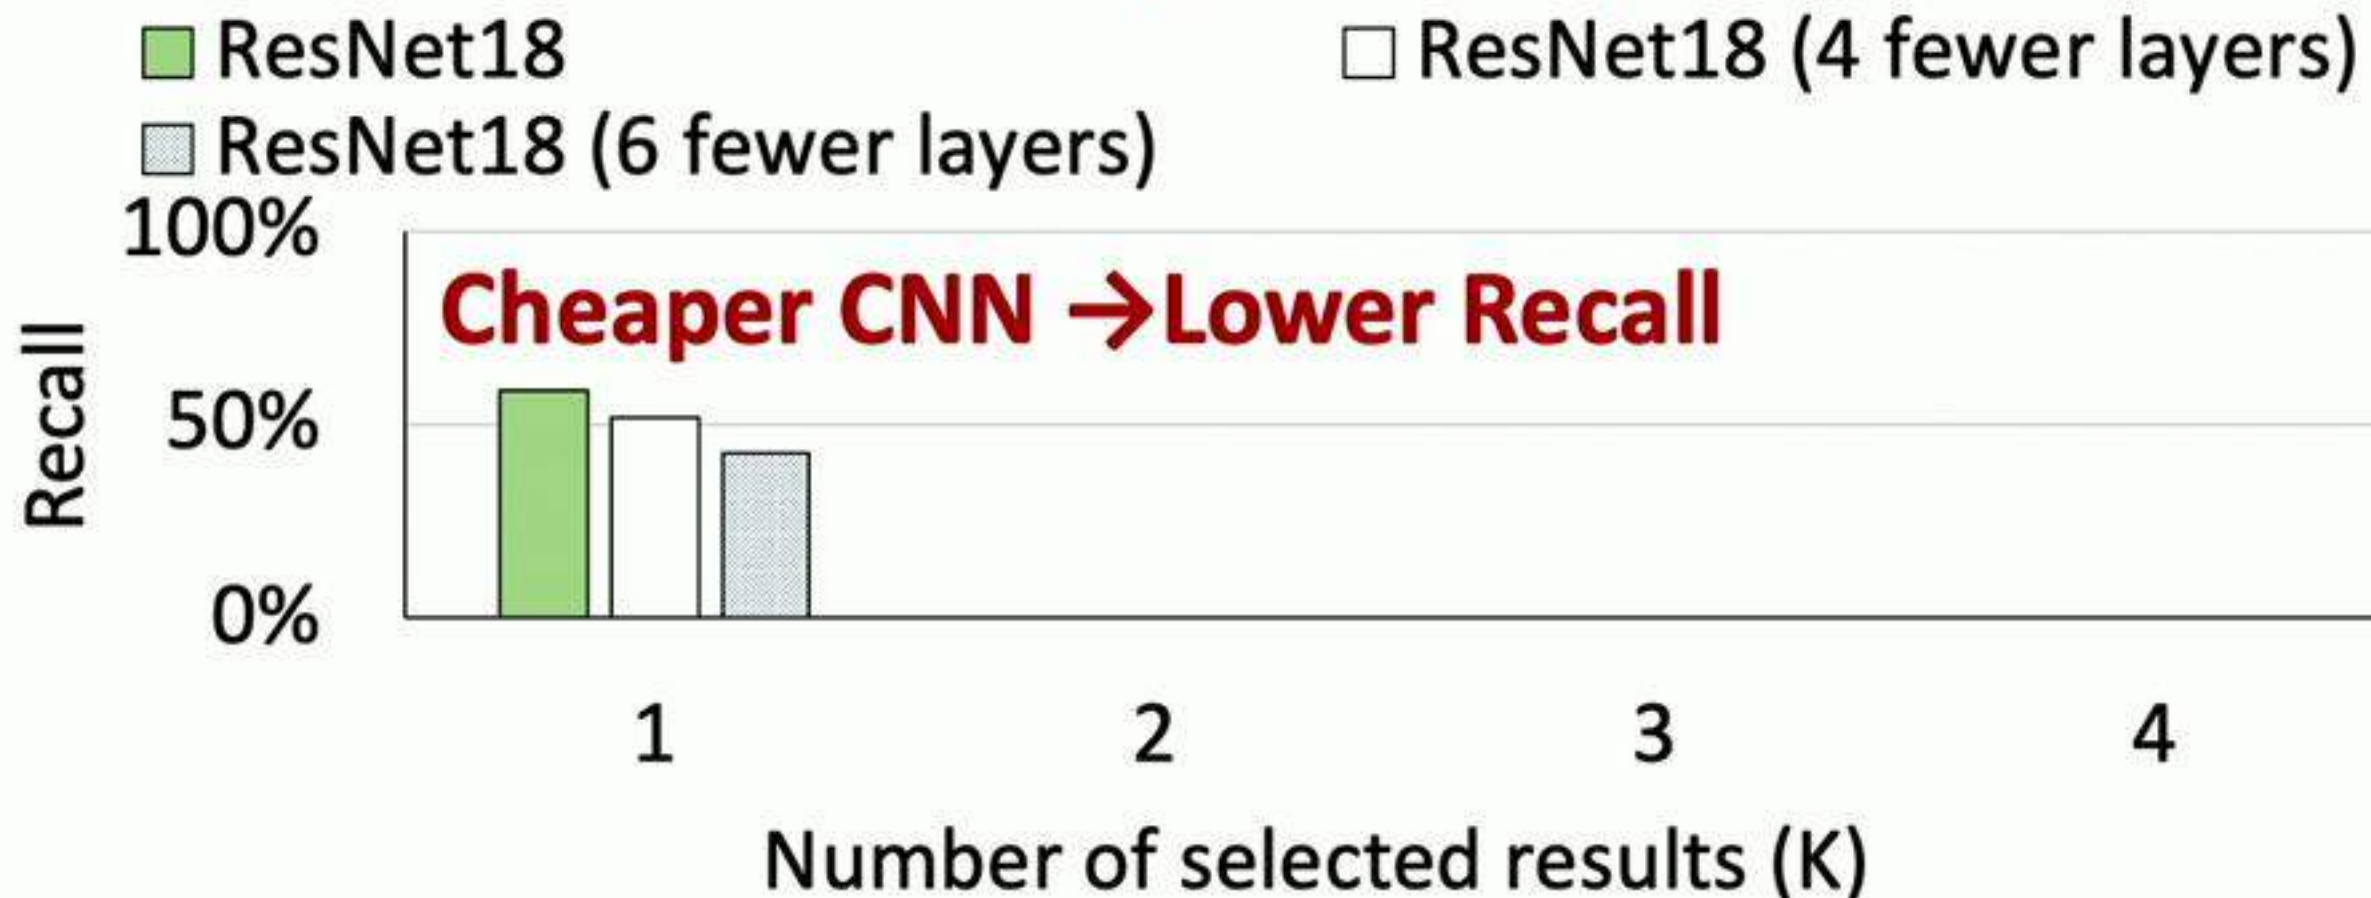 ResNet18
ResNet18 (4 fewer layers)
ResNet18 (6 fewer layers)
100%
Cheaper CNN →Lower Recall
50%
0%
Recall
1 2 3 4
Number of selected results (K)